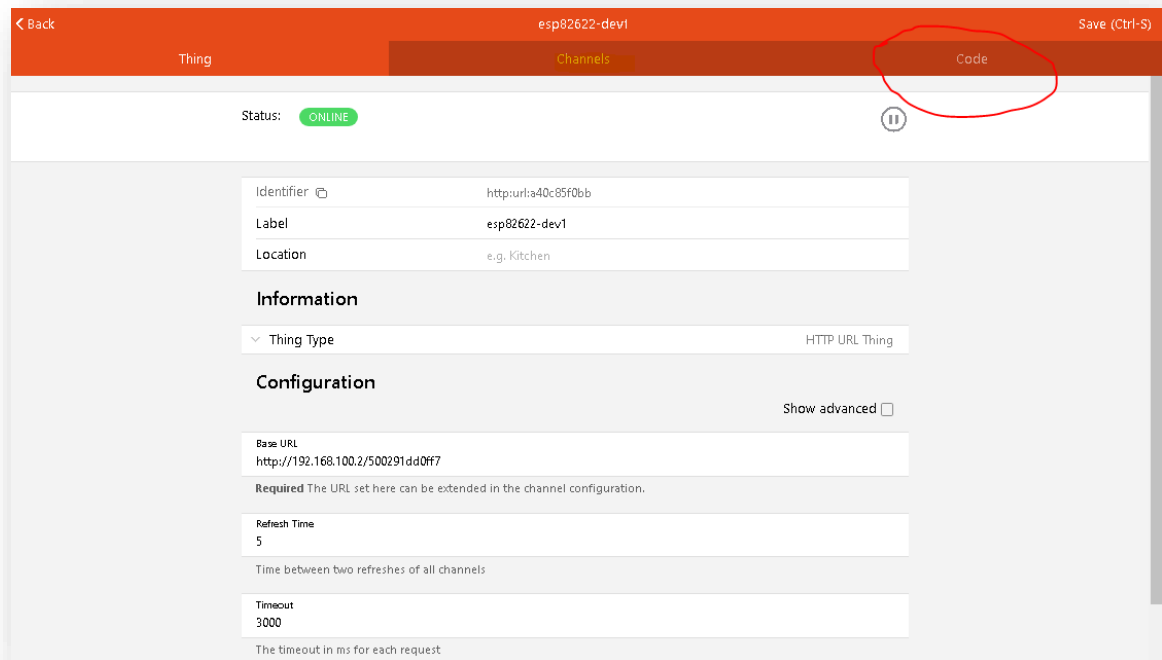 Back esp82622-dev1 Save (Ctrl-S)
Thing Channels Code
Status: ONLINE
Identifier http:url:a40c85f0bb
Label esp82622-dev1
Location e.g. Kitchen
Information
Thing Type HTTP URL Thing
Configuration
Show advanced
Base URL
http://192.168.100.2/500291dd0ff7
Required The URL set here can be extended in the channel configuration.
Refresh Time
5
Time between two refreshes of all channels
Timeout
3000
The timeout in ms for each request